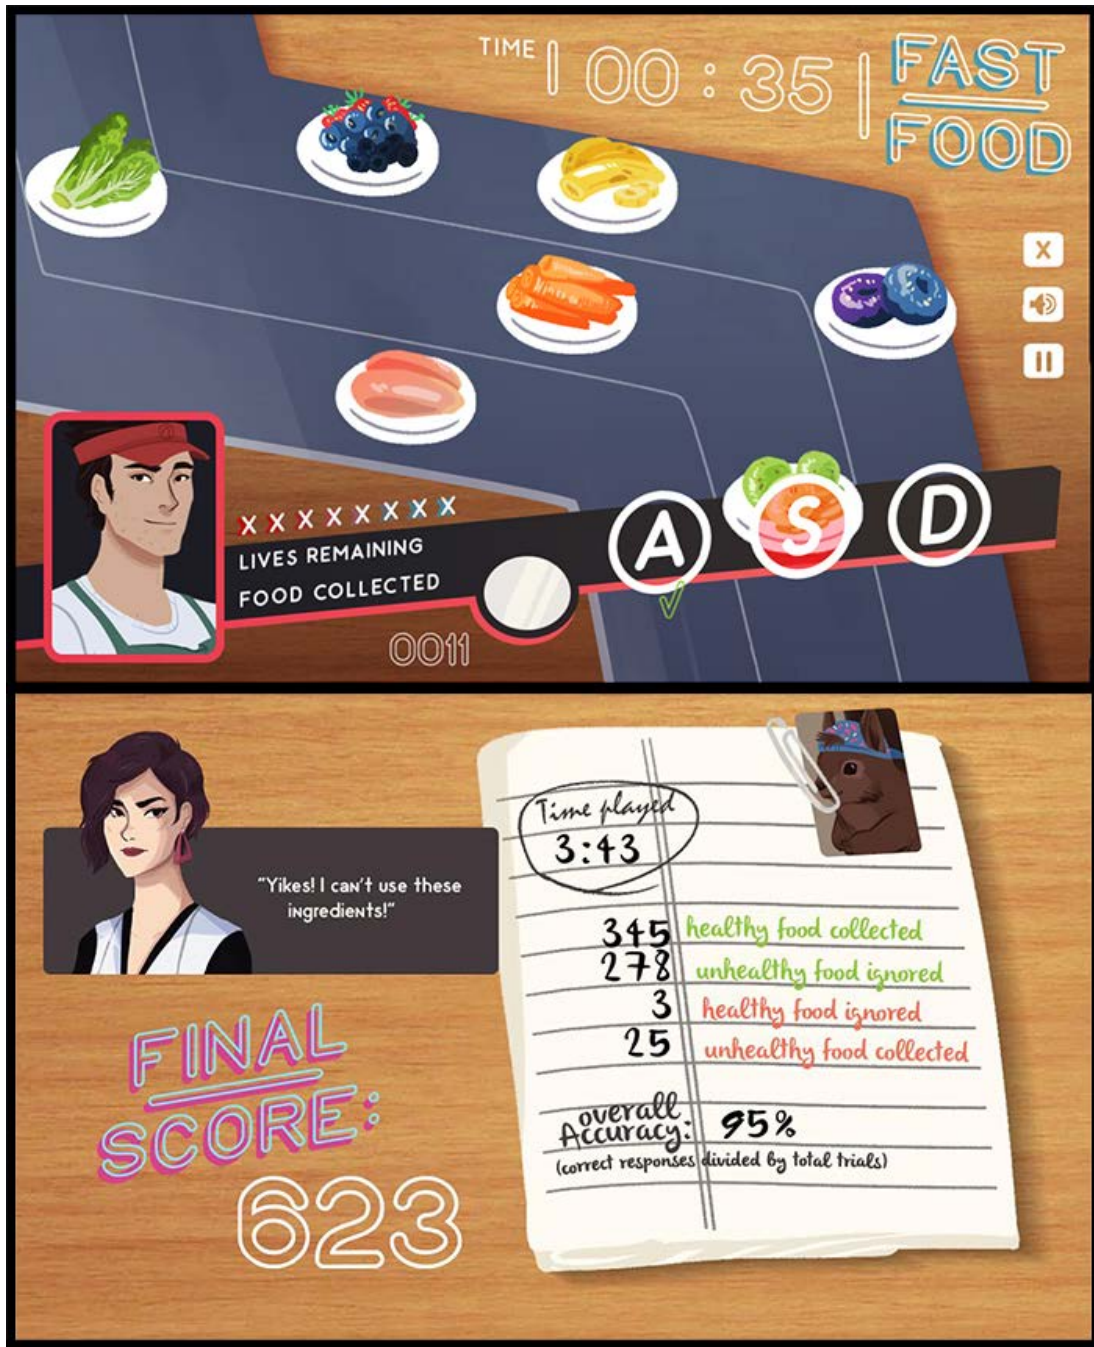 TIME
00 : 35
FAST
FOOD
X
X X X X X X X X
LIVES REMAINING
FOOD COLLECTED
0011
A
S
D
"Yikes! I can't use these
ingredients!"
Time played
3:43
345 healthy food collected
278 unhealthy food ignored
3 healthy food ignored
25 unhealthy food collected
overall
Accuracy: 95%
(correct responses divided by total trials)
FINAL
SCORE:
623